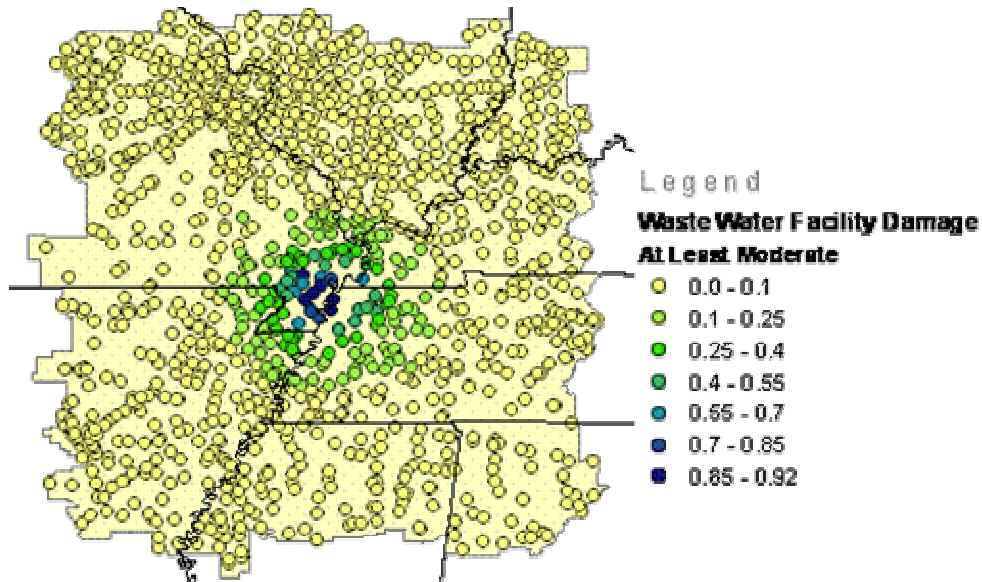 Legend
Waste Water Facility Damage
At Least Moderate
0.0 - 0.1
0.1 - 0.25
0.25 - 0.4
0.4 - 0.55
0.55 - 0.7
0.7 - 0.85
0.85 - 0.92